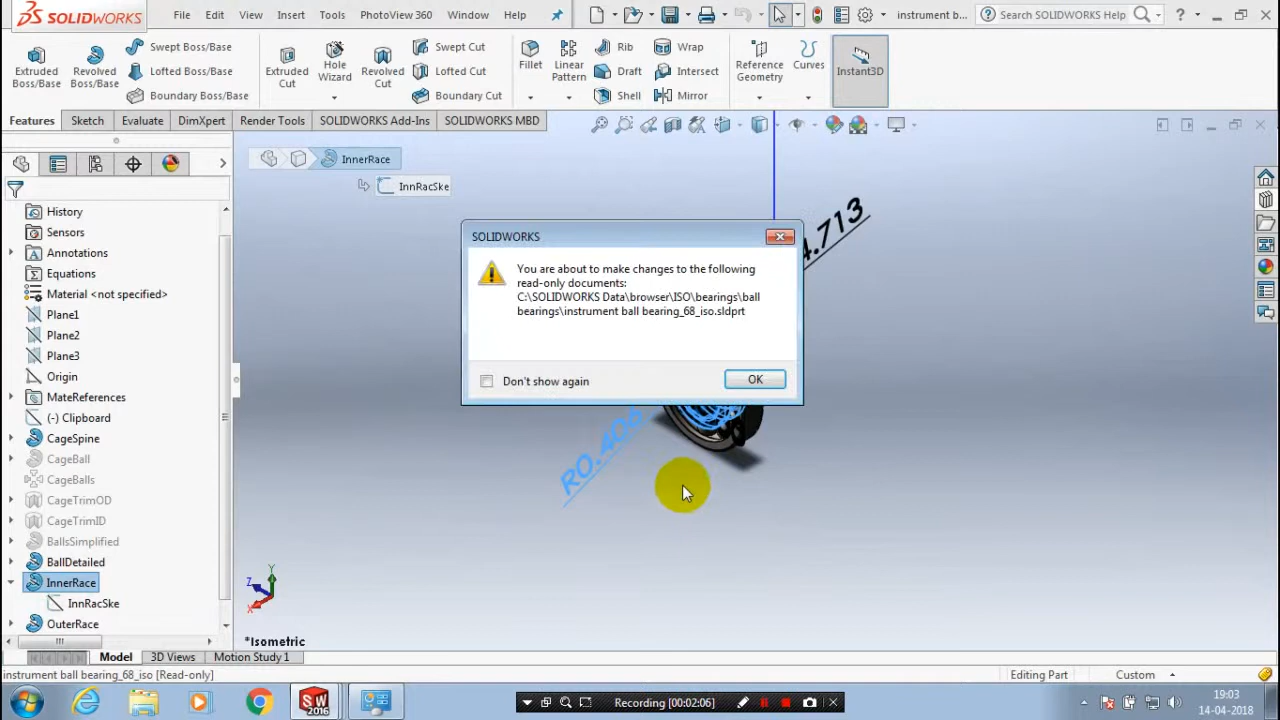 SOLIDWORKS File Edit View Insert Tools PhotoView 360 Window Help instrument b... Search SOLIDWORKS Help ?
Extruded Boss/Base
Revolved Boss/Base
Swept Boss/Base
Lofted Boss/Base
Boundary Boss/Base
Extruded Cut
Hole Wizard
Revolved Cut
Swept Cut
Lofted Cut
Boundary Cut
Fillet
Linear Pattern
Rib
Draft
Shell
Wrap
Intersect
Mirror
Reference Geometry
Curves
Instant3D
Features Sketch Evaluate DimXpert Render Tools SOLIDWORKS Add-Ins SOLIDWORKS MBD
InnerRace
InnRacSke
History
Sensors
Annotations
Equations
Material <not specified>
Plane1
Plane2
Plane3
Origin
MateReferences
(-) Clipboard
CageSpine
CageBall
CageBalls
CageTrimOD
CageTrimID
BallsSimplified
BallDetailed
InnerRace
InnRacSke
OuterRace
SOLIDWORKS
You are about to make changes to the following
read-only documents:
C:\SOLIDWORKS Data\browser\ISO\bearings\ball
bearings\instrument ball bearing_68_iso.sldprt
Don't show again
OK
4.713
R0.406
Y
Z
X
*Isometric
Model 3D Views Motion Study 1
instrument ball bearing_68_iso [Read-only] Editing Part Custom
SW 2016
Recording [00:02:06]
19:03
14-04-2018